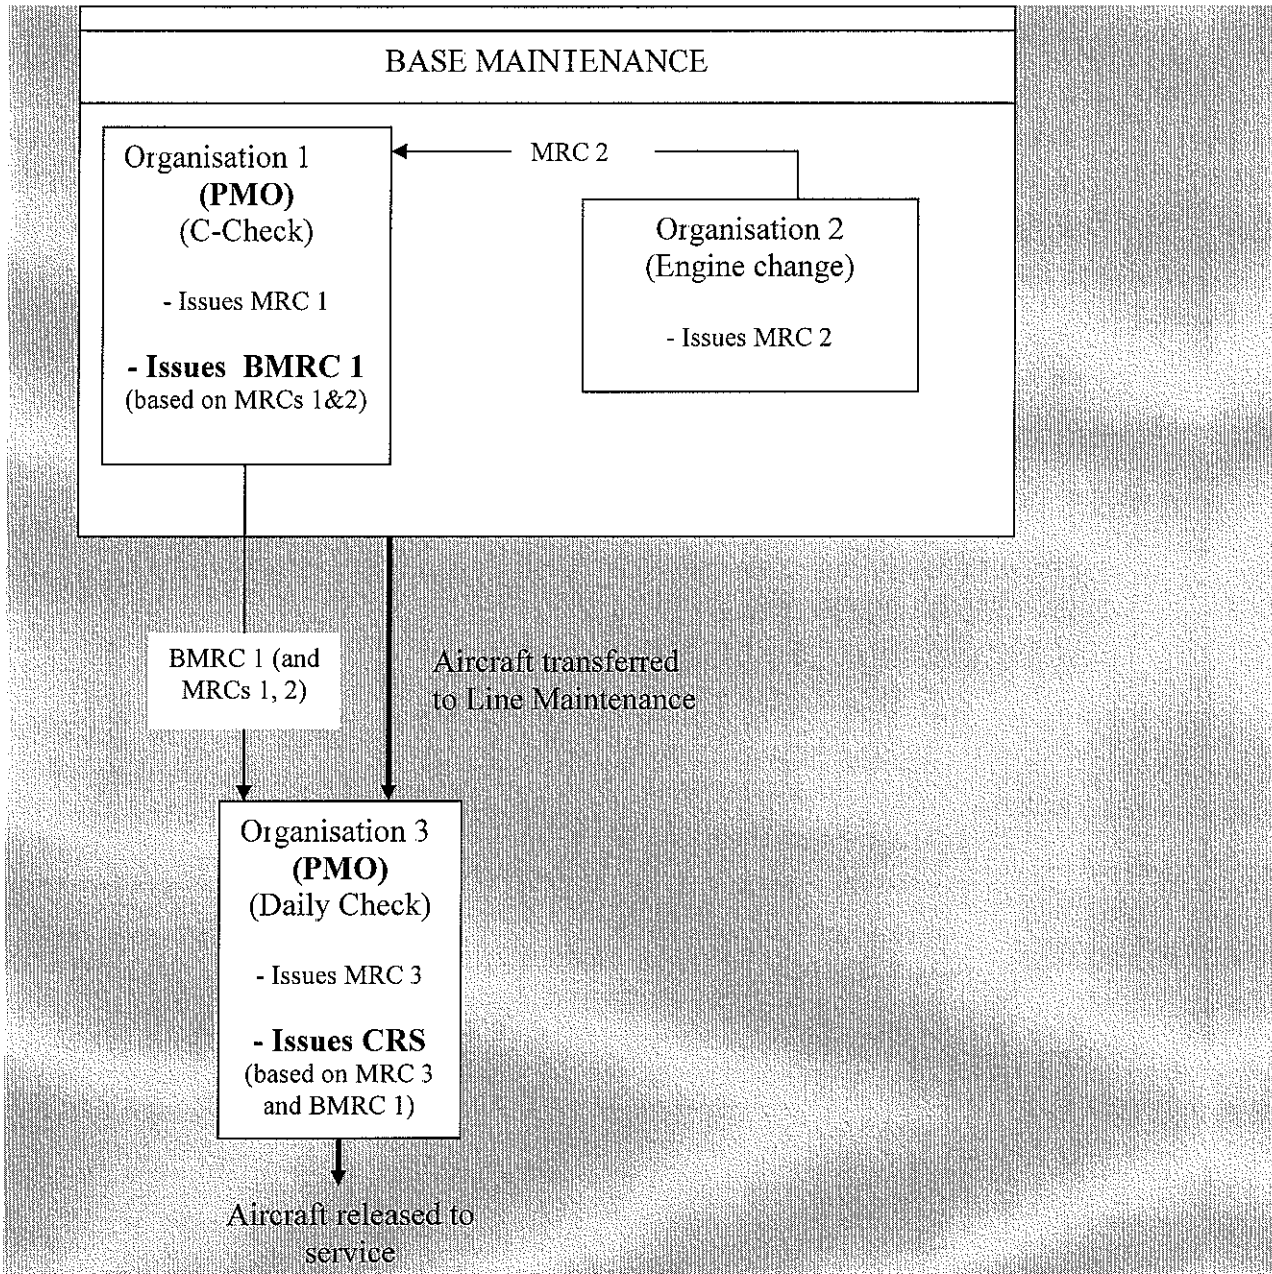 BASE MAINTENANCE
Organisation 1
(PMO)
(C-Check)
- Issues MRC 1
- Issues BMRC 1
(based on MRCs 1&2)
MRC 2
Organisation 2
(Engine change)
- Issues MRC 2
BMRC 1 (and
MRCs 1, 2)
Aircraft transferred
to Line Maintenance
Organisation 3
(PMO)
(Daily Check)
- Issues MRC 3
- Issues CRS
(based on MRC 3
and BMRC 1)
Aircraft released to
service